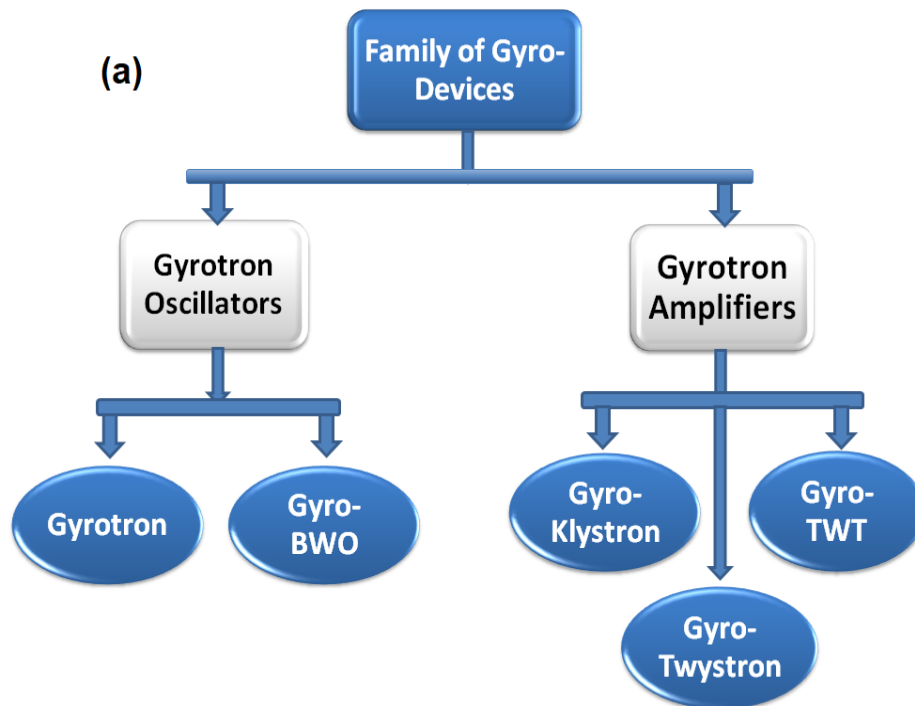 (a)
Family of Gyro-
Devices
Gyrotron
Oscillators
Gyrotron
Amplifiers
Gyrotron
Gyro-
BWO
Gyro-
Klystron
Gyro-
TWT
Gyro-
Twystron